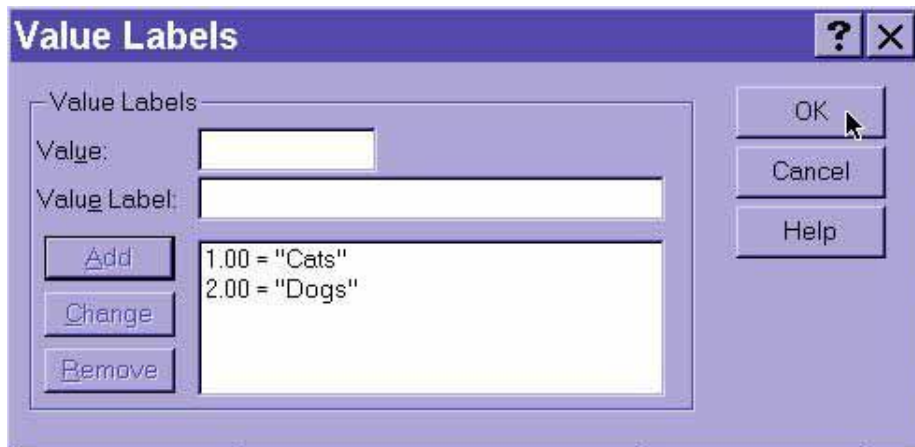 Value Labels
? X
Value Labels
Value:
Value Label:
Add
Change
Remove
1.00 = "Cats"
2.00 = "Dogs"
OK
Cancel
Help